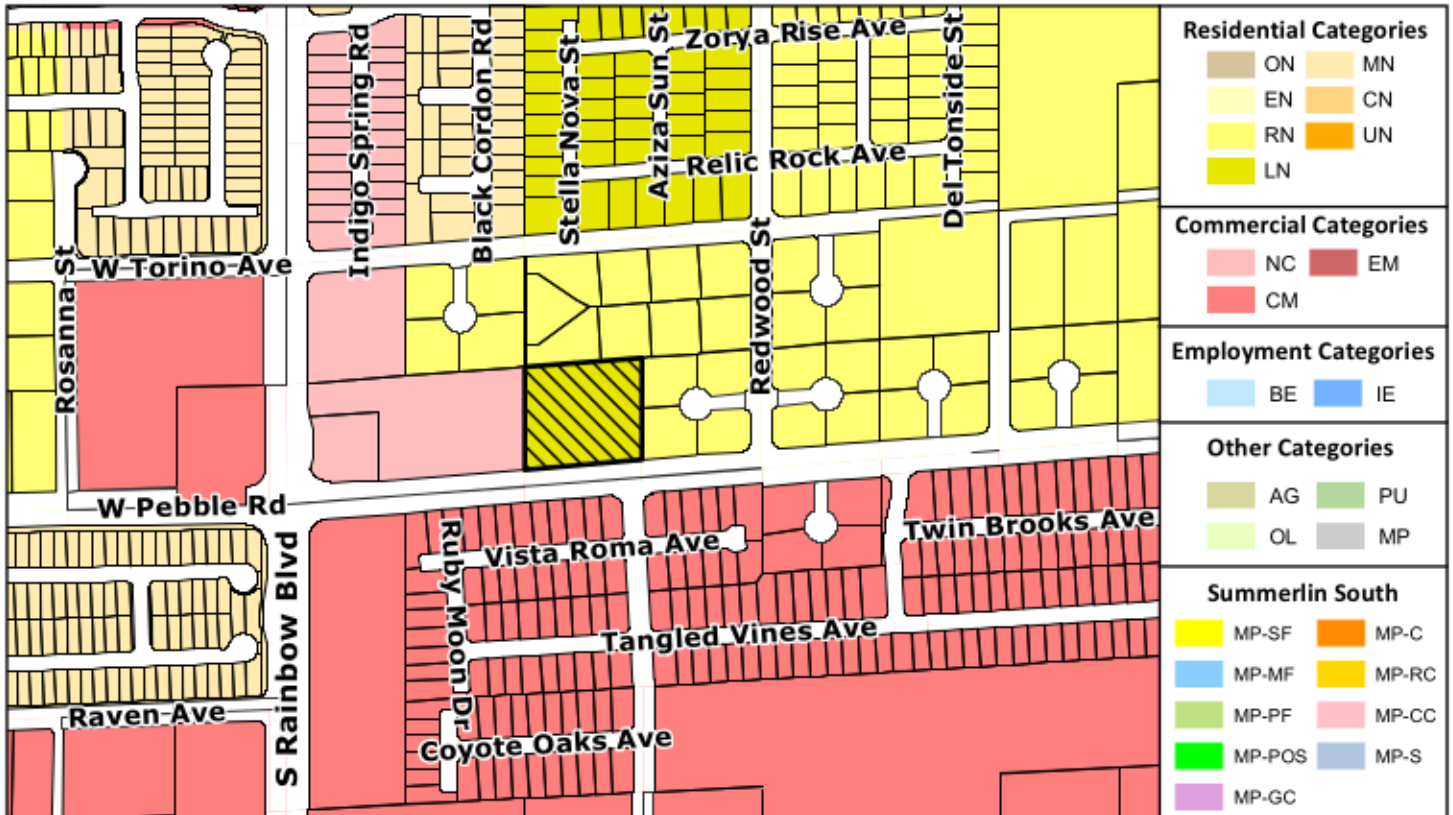 Zorya Rise Ave
Indigo Spring Rd
Black Cordon Rd
Stella Nova St
Aziza Sun St
Del Tonside St
Relic Rock Ave
Rosanna St
W Torino Ave
Redwood St
W Pebble Rd
S Rainbow Blvd
Ruby Moon Dr
Vista Roma Ave
Twin Brooks Ave
Tangled Vines Ave
Raven Ave
Coyote Oaks Ave
Residential Categories
ON MN
EN CN
RN UN
LN
Commercial Categories
NC EM
CM
Employment Categories
BE IE
Other Categories
AG PU
OL MP
Summerlin South
MP-SF MP-C
MP-MF MP-RC
MP-PF MP-CC
MP-POS MP-S
MP-GC